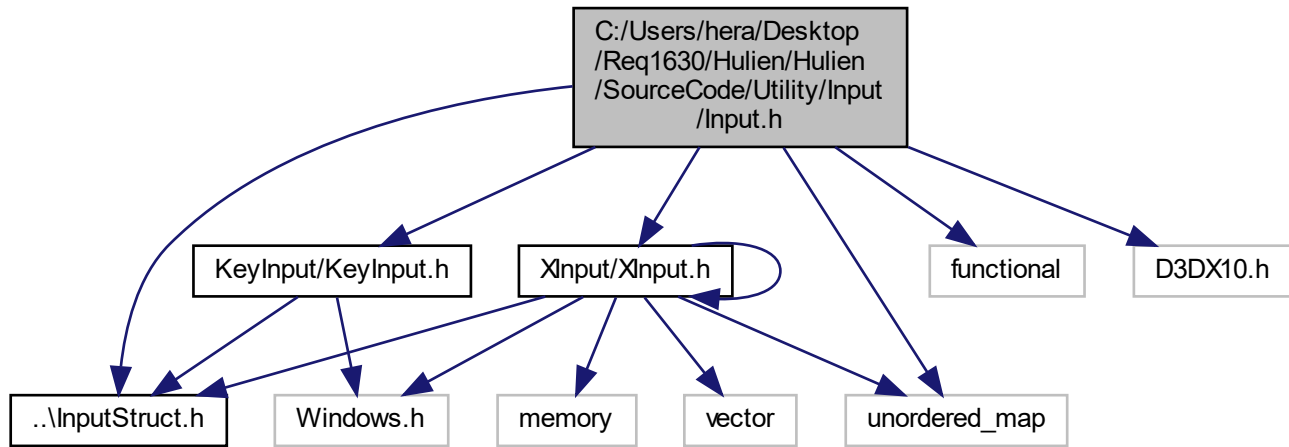 C:/Users/hera/Desktop
/Req1630/Hulien/Hulien
/SourceCode/Utility/Input
/Input.h
KeyInput/KeyInput.h
XInput/XInput.h
functional
D3DX10.h
..\InputStruct.h
Windows.h
memory
vector
unordered_map